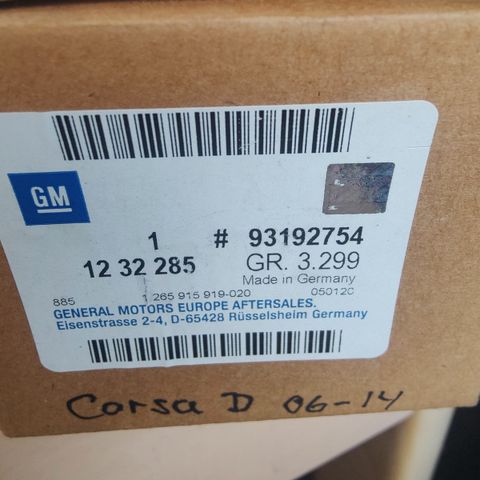 GM
1 # 93192754
12 32 285 GR. 3.299
Made in Germany
885 1 265 915 919-020 050120
GENERAL MOTORS EUROPE AFTERSALES.
Eisenstrasse 2-4, D-65428 Rüsselsheim Germany
Corsa D 06-14